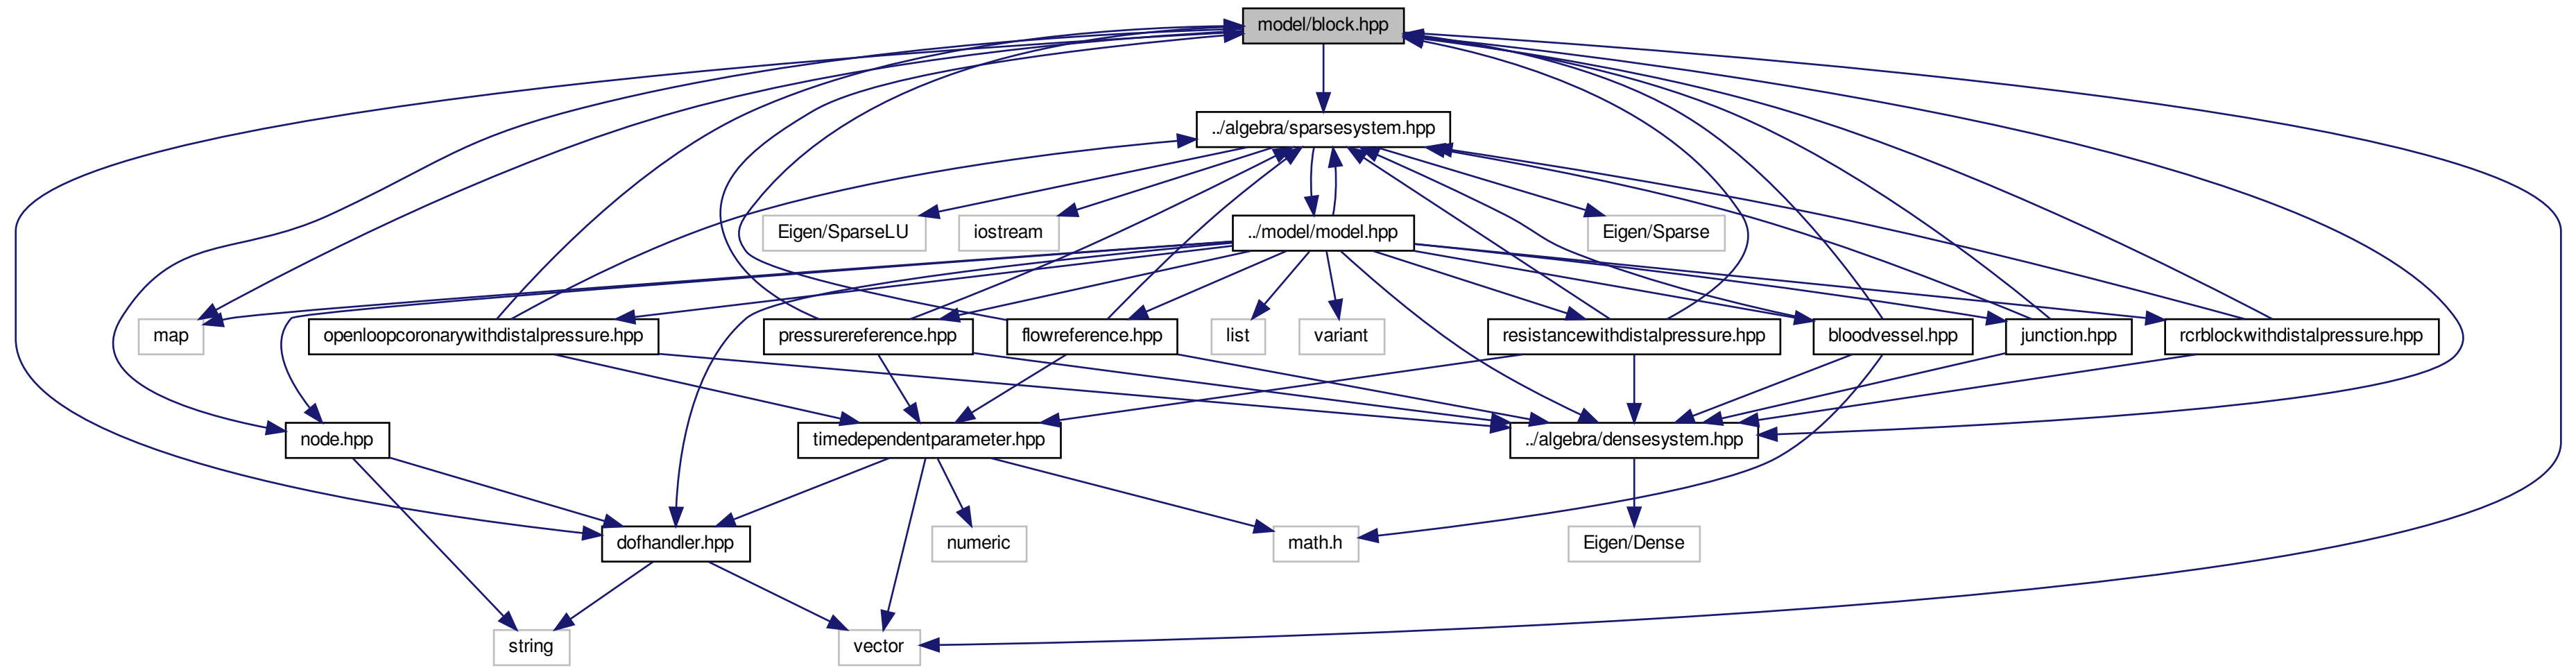 model/block.hpp
../algebra/sparsesystem.hpp
Eigen/SparseLU
iostream
../model/model.hpp
Eigen/Sparse
map
openloopcoronarywithdistalpressure.hpp
pressurereference.hpp
flowreference.hpp
list
variant
resistancewithdistalpressure.hpp
bloodvessel.hpp
junction.hpp
rcrblockwithdistalpressure.hpp
node.hpp
timedependentparameter.hpp
../algebra/densesystem.hpp
dofhandler.hpp
numeric
math.h
Eigen/Dense
string
vector